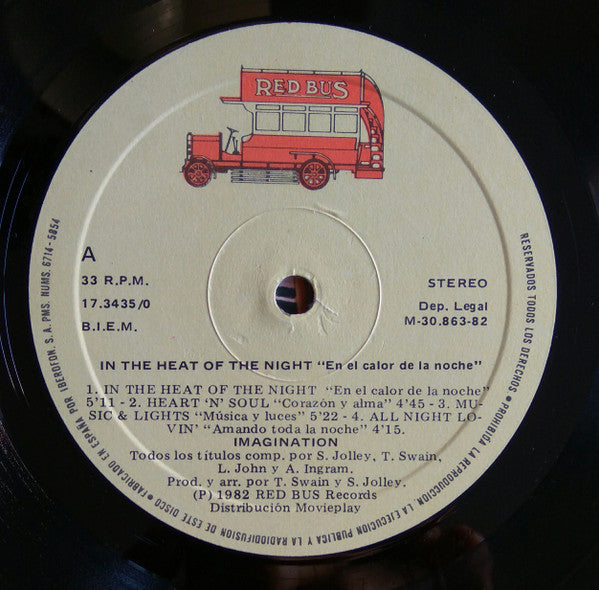 RED BUS
A
33 R.P.M.
17.3435/0
B.I.E.M.
STEREO
Dep. Legal
M-30.863-82
IN THE HEAT OF THE NIGHT "En el calor de la noche"
1. IN THE HEAT OF THE NIGHT "En el calor de la noche"
5'11 - 2. HEART 'N' SOUL "Corazón y alma" 4'45 - 3. MU-
SIC & LIGHTS "Música y luces" 5'22 - 4. ALL NIGHT LO-
VIN' "Amando toda la noche" 4'15.
IMAGINATION
Todos los títulos comp. por S. Jolley, T. Swain,
L. John y A. Ingram.
Prod. y arr. por T. Swain y S. Jolley.
(P) 1982 RED BUS Records
Distribución Movieplay
RESERVADOS TODOS LOS DERECHOS • PROHIBIDA LA REPRODUCCION, LA EJECUCION PUBLICA Y LA RADIODIFUSION DE ESTE DISCO • FABRICADO EN ESPAÑA POR IBEROFON, S. A. PMS. NUMS. 6714 - 5854